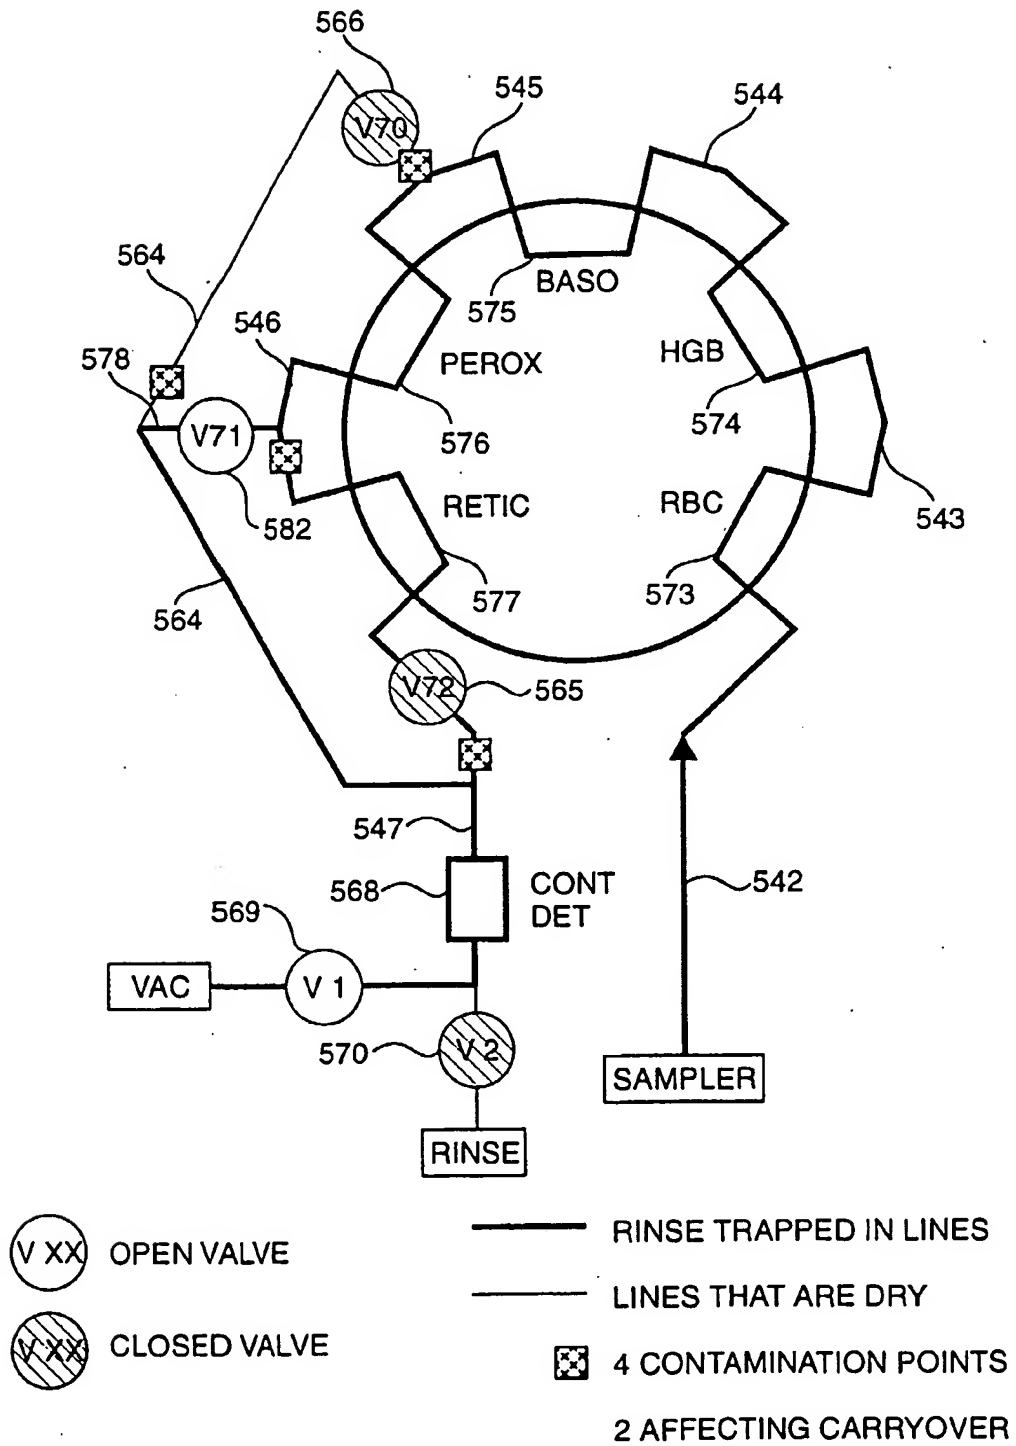 566
V70
545
544
564
BASO
575
546
578
PEROX
HGB
V71
576
574
RETIC
RBC
582
543
577
573
564
V72
565
547
568
CONT
DET
542
569
VAC
V 1
570
V 2
SAMPLER
RINSE
V XX OPEN VALVE
V XX CLOSED VALVE
RINSE TRAPPED IN LINES
LINES THAT ARE DRY
4 CONTAMINATION POINTS
2 AFFECTING CARRYOVER